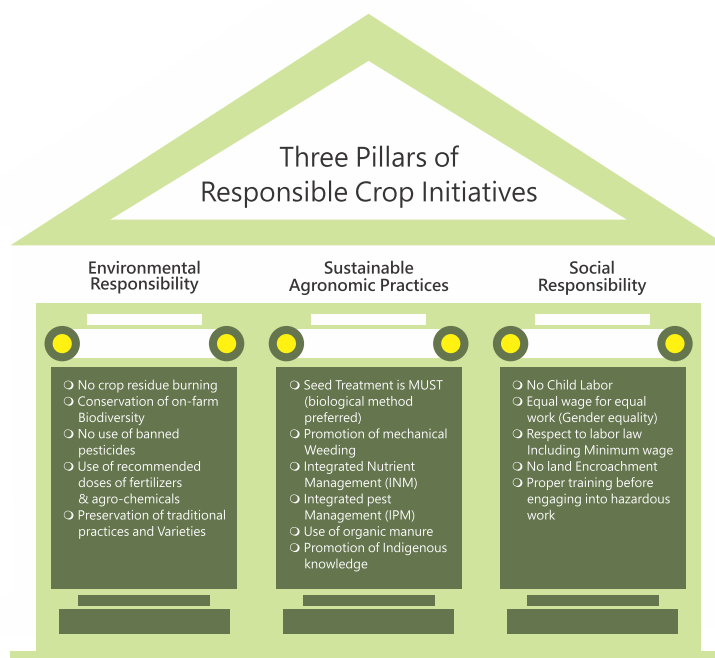 Three Pillars of
Responsible Crop Initiatives
Environmental
Responsibility
❍ No crop residue burning
❍ Conservation of on-farm
Biodiversity
❍ No use of banned
pesticides
❍ Use of recommended
doses of fertilizers
& agro-chemicals
❍ Preservation of traditional
practices and Varieties
Sustainable
Agronomic Practices
❍ Seed Treatment is MUST
(biological method
preferred)
❍ Promotion of mechanical
Weeding
❍ Integrated Nutrient
Management (INM)
❍ Integrated pest
Management (IPM)
❍ Use of organic manure
❍ Promotion of Indigenous
knowledge
Social
Responsibility
❍ No Child Labor
❍ Equal wage for equal
work (Gender equality)
❍ Respect to labor law
Including Minimum wage
❍ No land Encroachment
❍ Proper training before
engaging into hazardous
work